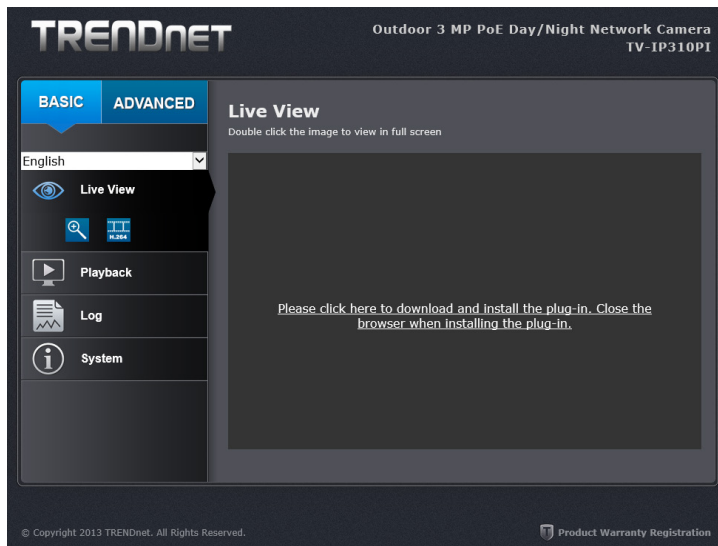 TRENDnet
Outdoor 3 MP PoE Day/Night Network Camera
TV-IP310PI
BASIC
ADVANCED
English
Live View
H.264
Playback
Log
System
Live View
Double click the image to view in full screen
Please click here to download and install the plug-in. Close the
browser when installing the plug-in.
© Copyright 2013 TRENDnet. All Rights Reserved.
Product Warranty Registration